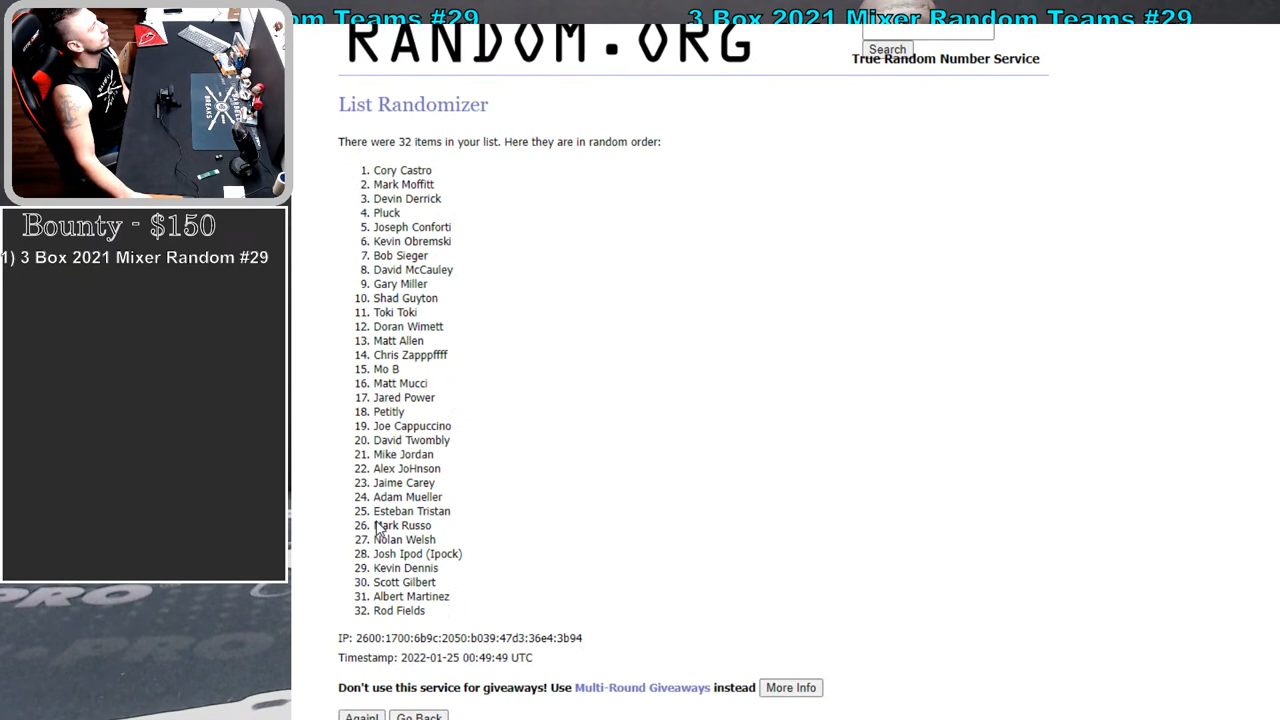 om Teams #29
3 Box 2021 Mixer Random Teams #29
RANDOM.ORG
Search
True Random Number Service
List Randomizer
There were 32 items in your list. Here they are in random order:
1. Cory Castro
2. Mark Moffitt
3. Devin Derrick
4. Pluck
5. Joseph Conforti
6. Kevin Obremski
7. Bob Sieger
8. David McCauley
9. Gary Miller
10. Shad Guyton
11. Toki Toki
12. Doran Wimett
13. Matt Allen
14. Chris Zapppffff
15. Mo B
16. Matt Mucci
17. Jared Power
18. Petitly
19. Joe Cappuccino
20. David Twombly
21. Mike Jordan
22. Alex JoHnson
23. Jaime Carey
24. Adam Mueller
25. Esteban Tristan
26. Mark Russo
27. Nolan Welsh
28. Josh Ipod (Ipock)
29. Kevin Dennis
30. Scott Gilbert
31. Albert Martinez
32. Rod Fields
IP: 2600:1700:6b9c:2050:b039:47d3:36e4:3b94
Timestamp: 2022-01-25 00:49:49 UTC
Don't use this service for giveaways! Use Multi-Round Giveaways instead
More Info
Again!
Go Back
Bounty - $150
1) 3 Box 2021 Mixer Random #29
BREAKS
PRO
PRO